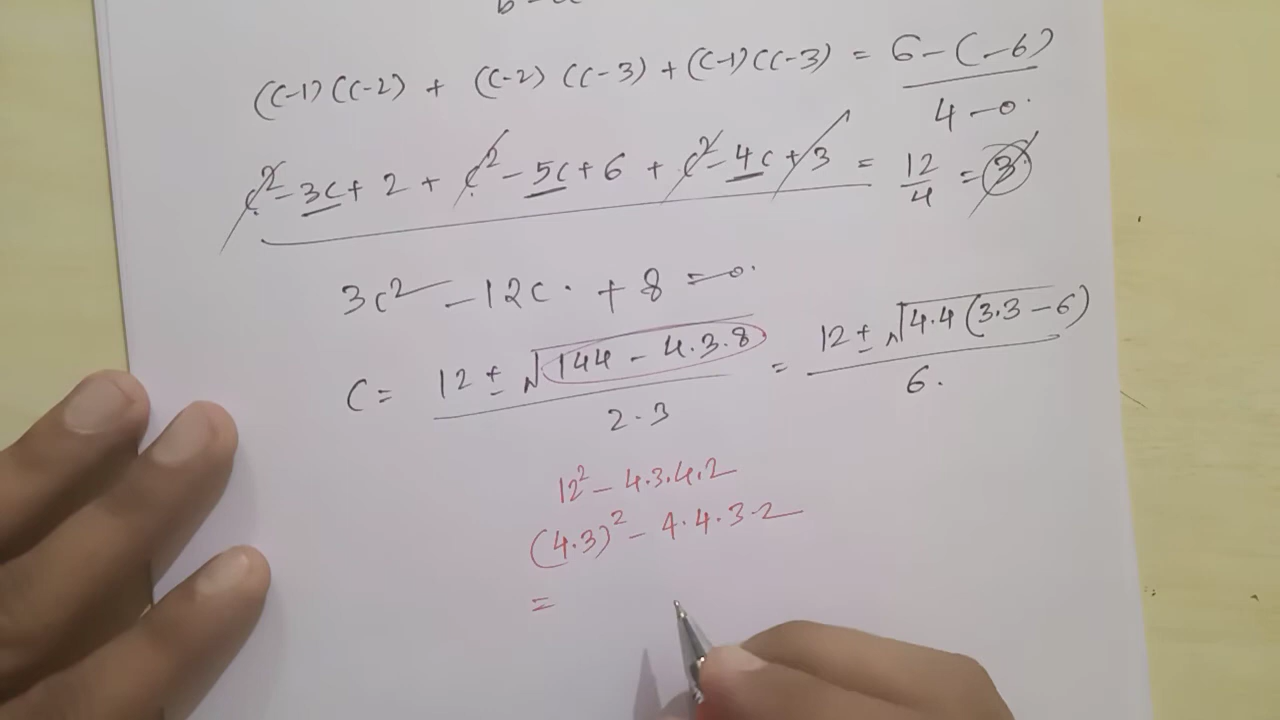 b - a
(c-1)(c-2) + (c-2)(c-3) + (c-1)(c-3) = 6-(-6) / 4-0.
c² - 3c + 2 + c² - 5c + 6 + c² - 4c + 3 = 12/4 = 3
3c² - 12c. + 8 = 0.
c = 12 ± √144 - 4.3.8 / 2.3 = 12 ± √4.4(3.3-6) / 6.
12² - 4.3.4.2
(4.3)² - 4.4.3.2
=